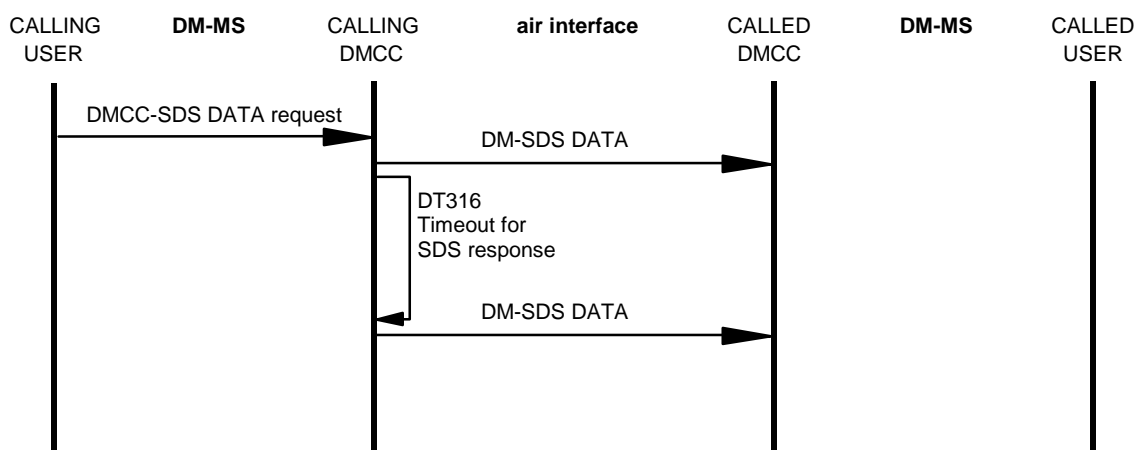 CALLING USER
DM-MS
CALLING DMCC
air interface
CALLED DMCC
DM-MS
CALLED USER
DMCC-SDS DATA request
DM-SDS DATA
DT316
Timeout for
SDS response
DM-SDS DATA